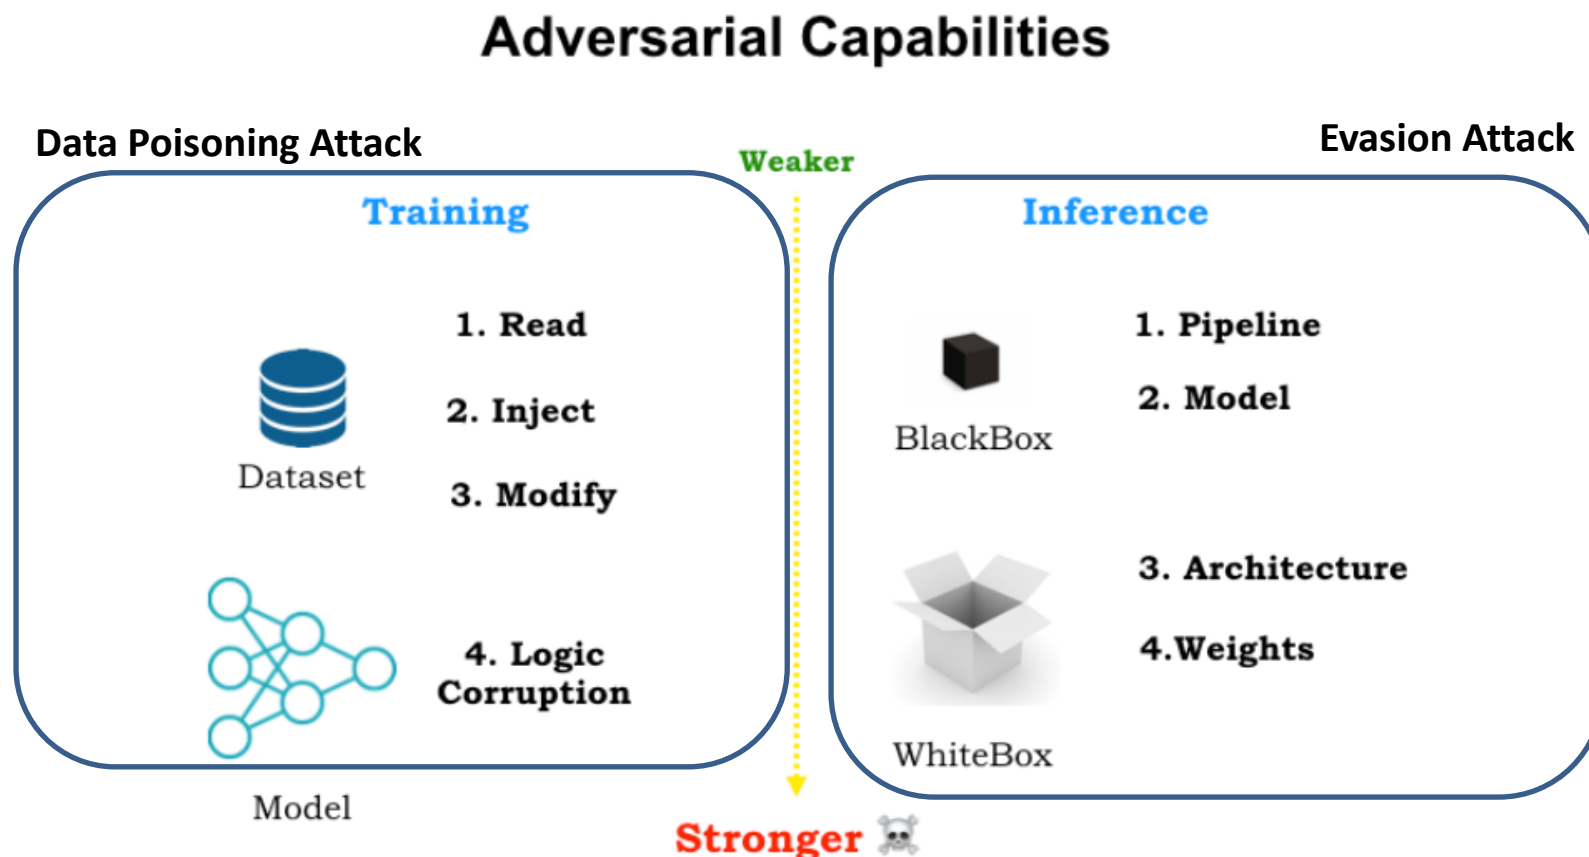 Adversarial Capabilities
Data Poisoning Attack
Evasion Attack
Weaker
Training
1. Read
2. Inject
Dataset
3. Modify
4. Logic
Corruption
Model
Inference
1. Pipeline
2. Model
BlackBox
3. Architecture
4.Weights
WhiteBox
Stronger ☠